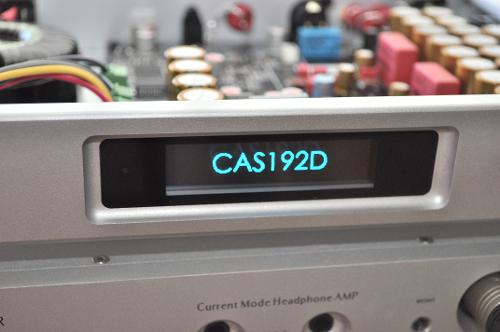 CAS192D
Current Mode Headphone AMP